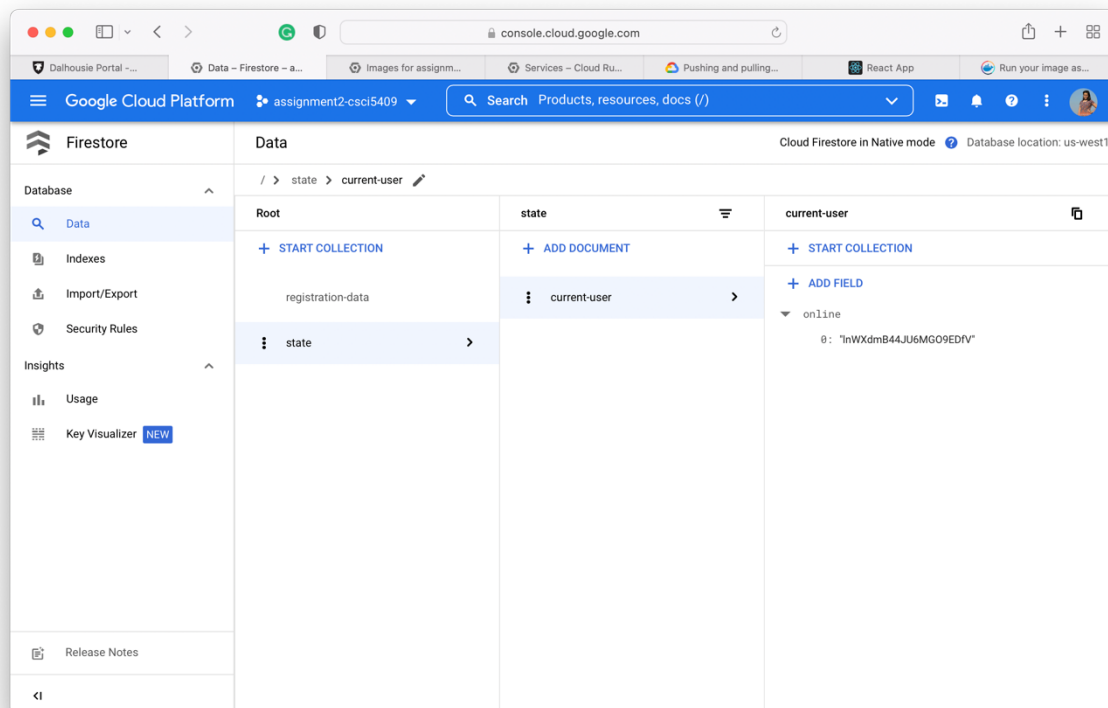 console.cloud.google.com
Dalhousie Portal -...
Data – Firestore – a...
Images for assignm...
Services – Cloud Ru...
Pushing and pulling...
React App
Run your image as...
Google Cloud Platform
assignment2-csci5409
Search Products, resources, docs (/)
Firestore
Data
Cloud Firestore in Native mode
Database location: us-west1
Database
/ > state > current-user
Data
Root
state
current-user
Indexes
START COLLECTION
ADD DOCUMENT
START COLLECTION
Import/Export
registration-data
current-user
ADD FIELD
Security Rules
state
online
0: "lnWXdmB44JU6MGO9EDfV"
Insights
Usage
Key Visualizer NEW
Release Notes